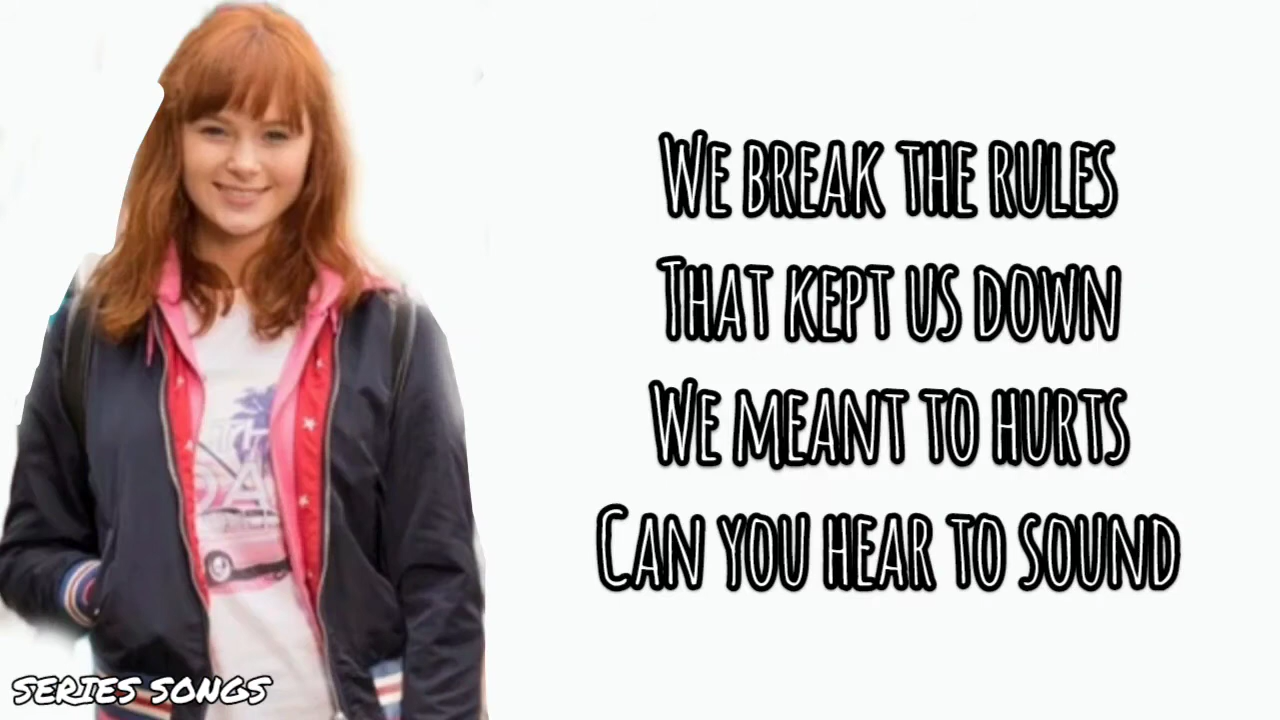 WE BREAK THE RULES
THAT KEPT US DOWN
WE MEANT TO HURTS
CAN YOU HEAR TO SOUND
SERIES SONGS